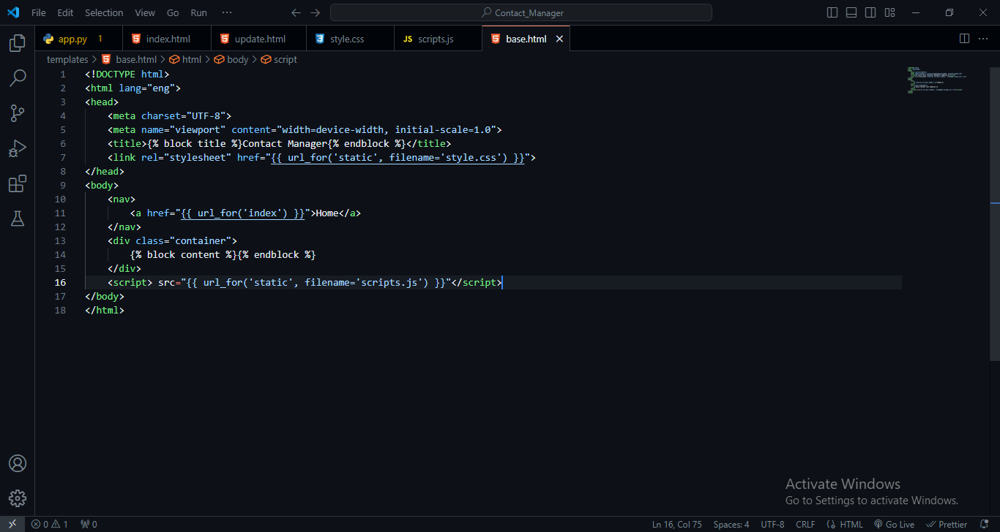 File Edit Selection View Go Run ··· Contact_Manager
app.py 1 index.html update.html style.css JS scripts.js base.html
templates > base.html > html > body > script
1 <!DOCTYPE html>
2 <html lang="eng">
3 <head>
4 <meta charset="UTF-8">
5 <meta name="viewport" content="width=device-width, initial-scale=1.0">
6 <title>{% block title %}Contact Manager{% endblock %}</title>
7 <link rel="stylesheet" href="{{ url_for('static', filename='style.css') }}">
8 </head>
9 <body>
10 <nav>
11 <a href="{{ url_for('index') }}">Home</a>
12 </nav>
13 <div class="container">
14 {% block content %}{% endblock %}
15 </div>
16 <script> src="{{ url_for('static', filename='scripts.js') }}"</script>
17 </body>
18 </html>
Activate Windows
Go to Settings to activate Windows.
0 1 0 Ln 16, Col 75 Spaces: 4 UTF-8 CRLF {} HTML Go Live Prettier